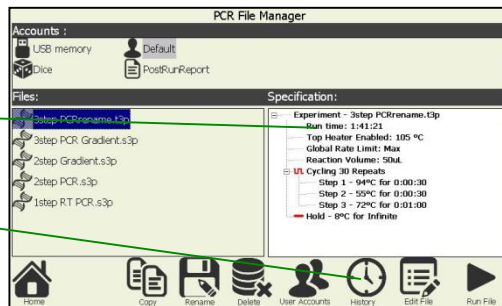 PCR File Manager
Accounts :
USB memory
Default
Dice
PostRunReport
Files:
3step PCRrename.t3p
3step PCR Gradient.s3p
2step Gradient.s3p
2step PCR.s3p
1step RT PCR.s3p
Specification:
Experiment - 3step PCRrename.t3p
Run time: 1:41:21
Top Heater Enabled: 105 ºC
Global Rate Limit: Max
Reaction Volume: 50uL
Cycling 30 Repeats
Step 1 - 94ºC for 0:00:30
Step 2 - 55ºC for 0:00:30
Step 3 - 72ºC for 0:01:00
Hold - 8ºC for Infinite
Home
Copy
Rename
Delete
User Accounts
History
Edit File
Run File